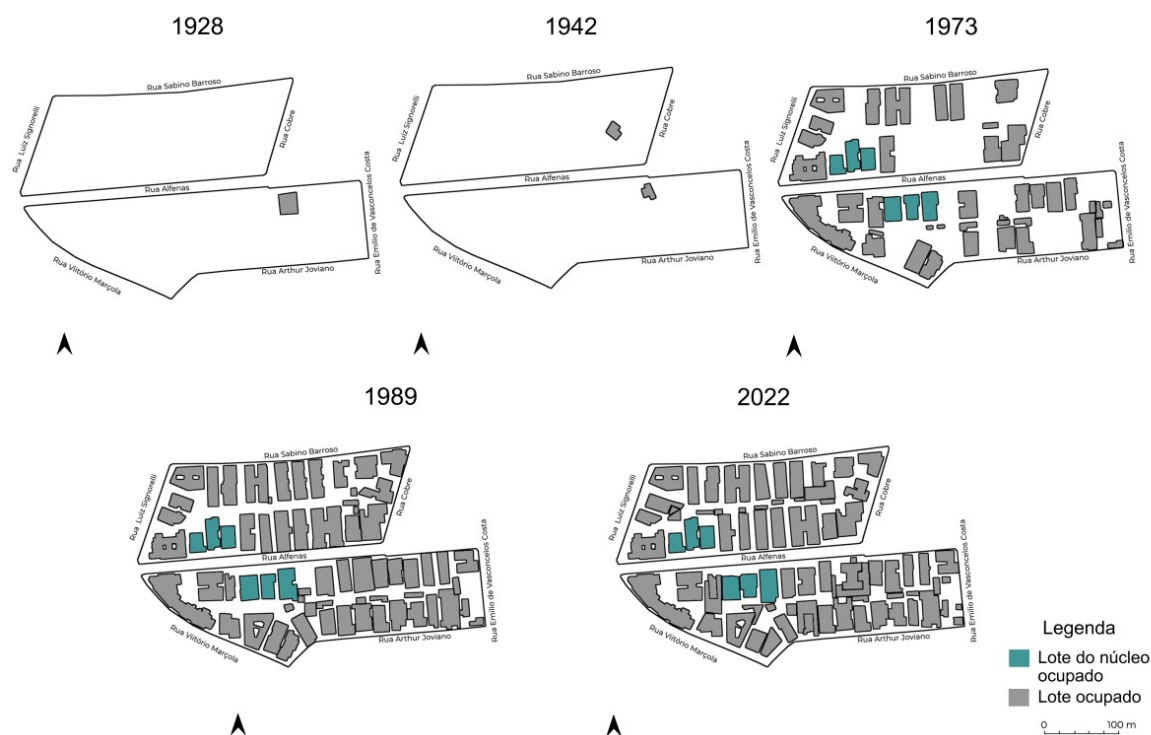 1928
Rua Sabino Barroso
Rua Luiz Signorelli
Rua Cobre
Rua Alfenas
Rua Emilio de Vasconcelos Costa
Rua Viitório Marçola
Rua Arthur Joviano
1942
Rua Sabino Barroso
Rua Luiz Signorelli
Rua Cobre
Rua Alfenas
Rua Emilio de Vasconcelos Costa
Rua Viitório Marçola
Rua Arthur Joviano
1973
Rua Sabino Barroso
Rua Luiz Signorelli
Rua Cobre
Rua Alfenas
Rua Emilio de Vasconcelos Costa
Rua Viitório Marçola
Rua Arthur Joviano
1989
Rua Sabino Barroso
Rua Luiz Signorelli
Rua Cobre
Rua Alfenas
Rua Emilio de Vasconcelos Costa
Rua Viitório Marçola
Rua Arthur Joviano
2022
Rua Sabino Barroso
Rua Luiz Signorelli
Rua Cobre
Rua Alfenas
Rua Emilio de Vasconcelos Costa
Rua Viitório Marçola
Rua Arthur Joviano
Legenda
Lote do núcleo
ocupado
Lote ocupado
0 100 m